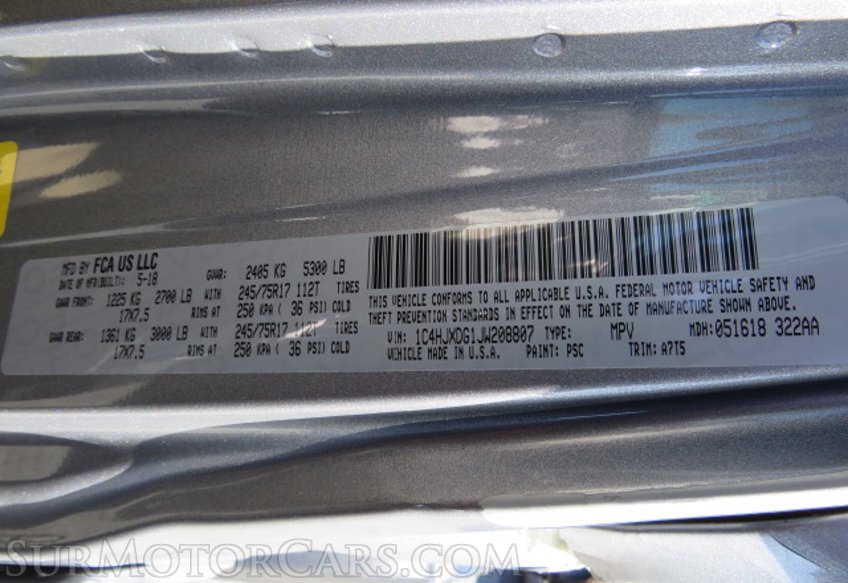 MFD BY FCA US LLC
DATE OF MFR(BUILT): 5-18 GVWR: 2405 KG 5300 LB
GAWR FRONT: 1225 KG 2700 LB WITH 245/75R17 112T TIRES
17X7.5 RIMS AT 250 KPA ( 36 PSI) COLD
GAWR REAR: 1361 KG 3000 LB WITH 245/75R17 112T TIRES
17X7.5 RIMS AT 250 KPA ( 36 PSI) COLD
THIS VEHICLE CONFORMS TO ALL APPLICABLE U.S.A. FEDERAL MOTOR VEHICLE SAFETY AND
THEFT PREVENTION STANDARDS IN EFFECT ON THE DATE OF MANUFACTURE SHOWN ABOVE.
VIN: 1C4HJXDG1JW208807 TYPE: MPV MDH: 051618 322AA
VEHICLE MADE IN U.S.A. PAINT: PSC TRIM: A7T5
SURMOTORCARS.COM